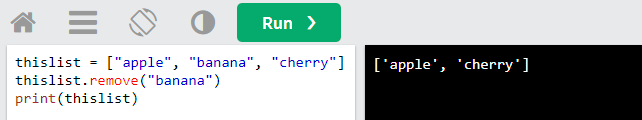 Run ❯
thislist = ["apple", "banana", "cherry"]
thislist.remove("banana")
print(thislist)
['apple', 'cherry']